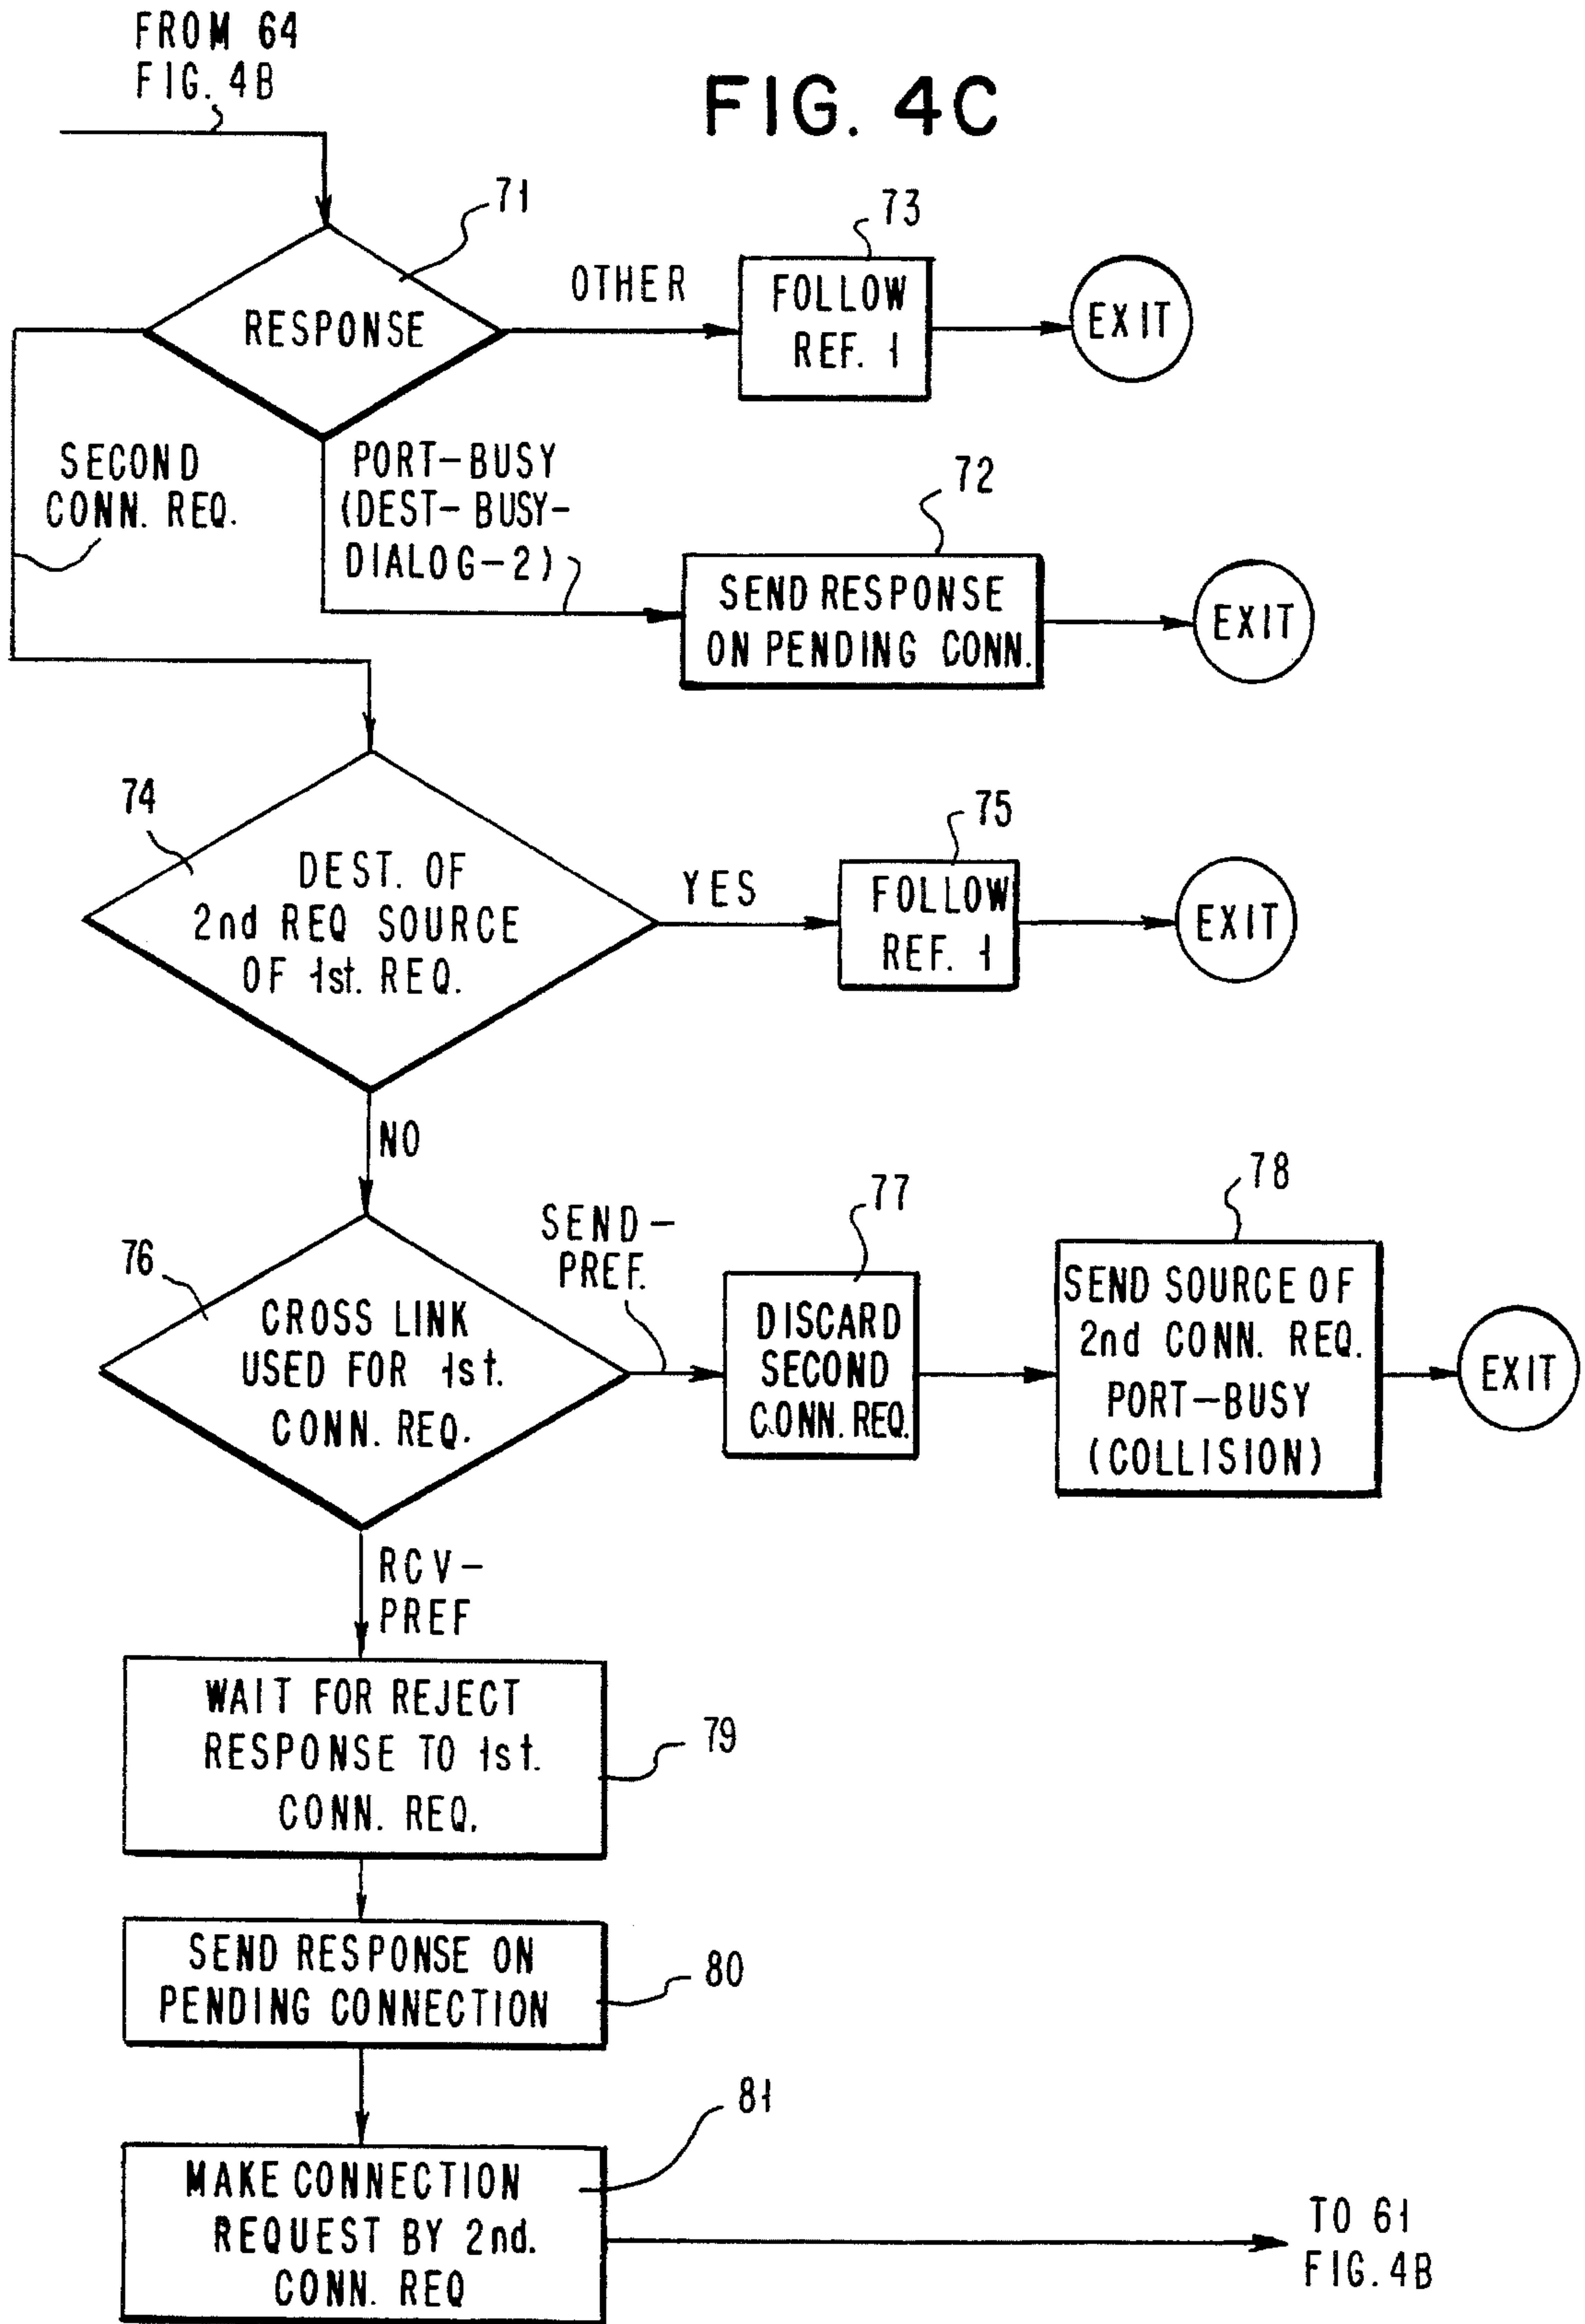 FROM 64
FIG. 4B
FIG. 4C
71
RESPONSE
OTHER
73
FOLLOW
REF. 1
EXIT
SECOND
CONN. REQ.
PORT-BUSY
(DEST-BUSY-
DIALOG-2)
72
SEND RESPONSE
ON PENDING CONN.
EXIT
74
DEST. OF
2nd REQ SOURCE
OF 1st. REQ.
YES
75
FOLLOW
REF. 1
EXIT
NO
76
CROSS LINK
USED FOR 1st.
CONN. REQ.
SEND-
PREF.
77
DISCARD
SECOND
CONN. REQ.
78
SEND SOURCE OF
2nd CONN. REQ.
PORT-BUSY
(COLLISION)
EXIT
RCV-
PREF
WAIT FOR REJECT
RESPONSE TO 1st.
CONN. REQ.
79
SEND RESPONSE ON
PENDING CONNECTION
80
81
MAKE CONNECTION
REQUEST BY 2nd.
CONN. REQ
TO 61
FIG. 4B